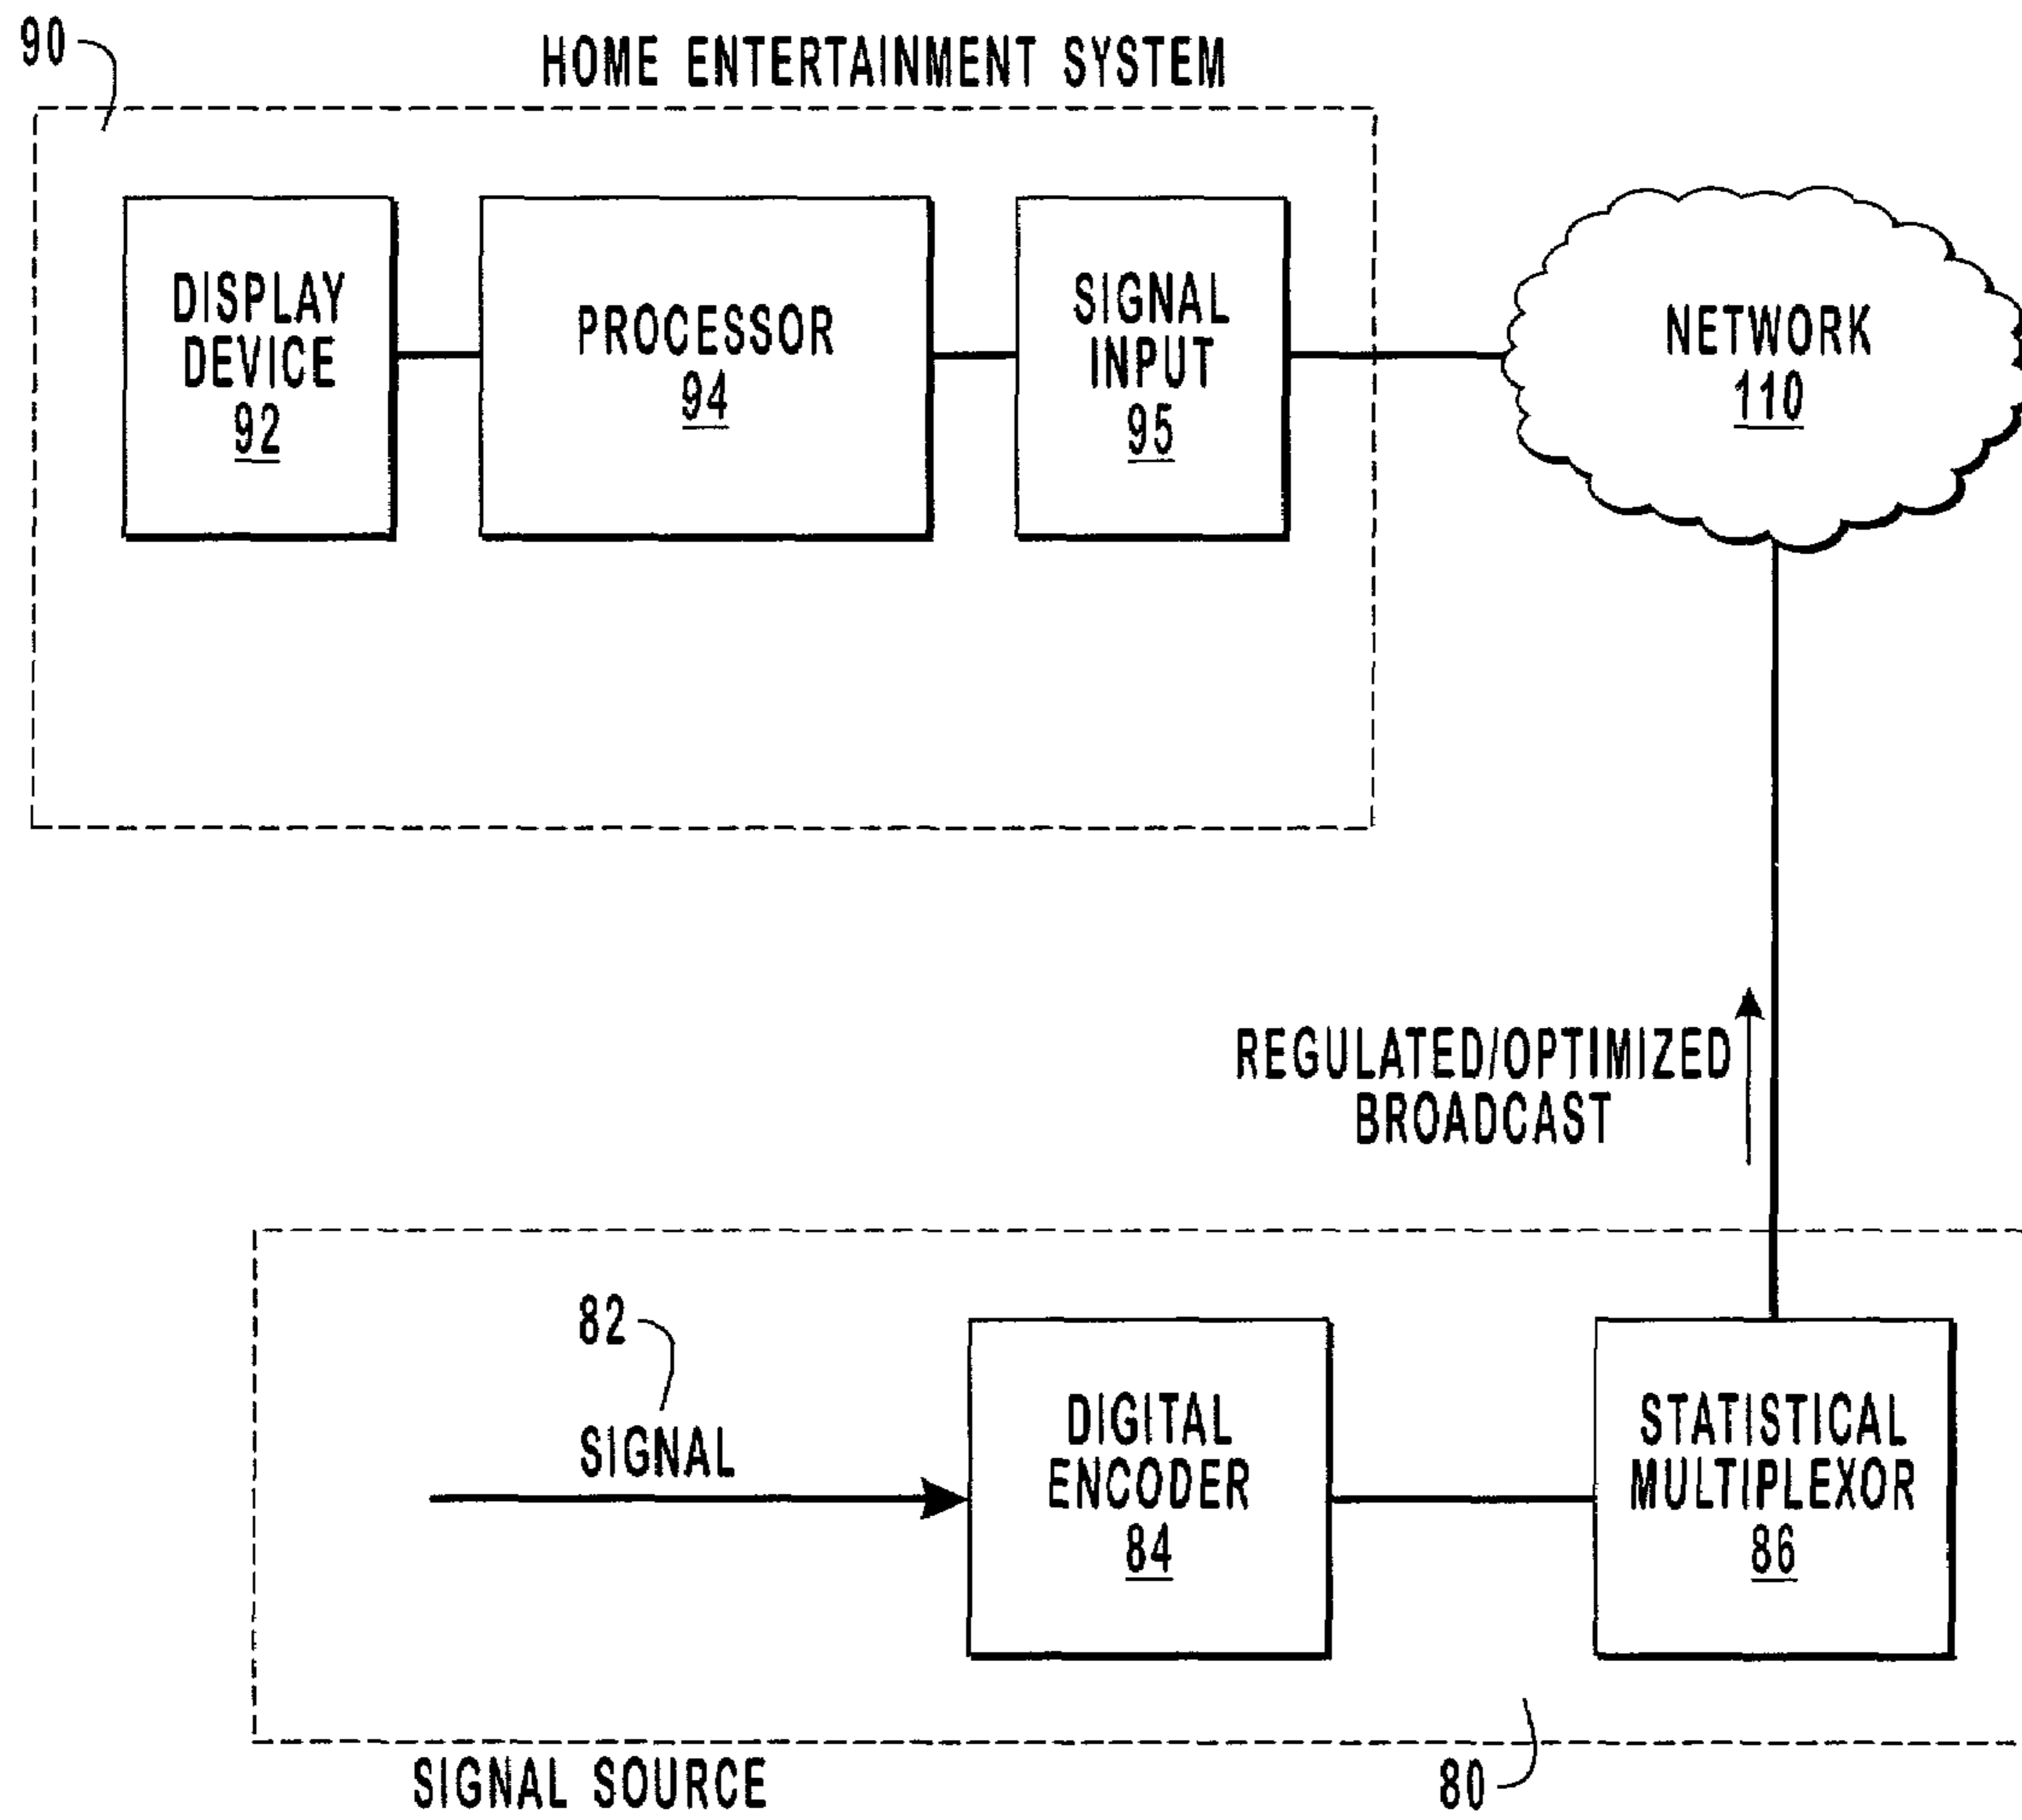 90
HOME ENTERTAINMENT SYSTEM
DISPLAY
DEVICE
92
PROCESSOR
94
SIGNAL
INPUT
95
NETWORK
110
REGULATED/OPTIMIZED
BROADCAST
82
SIGNAL
DIGITAL
ENCODER
84
STATISTICAL
MULTIPLEXOR
86
SIGNAL SOURCE
80